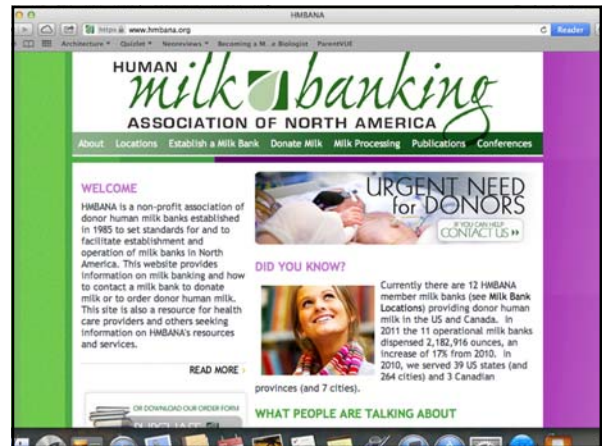 HMBANA
https www.hmbana.org
Reader
Architecture Quizlet Neoreviews Becoming a M...e Biologist ParentVUE
HUMAN
milk banking
ASSOCIATION OF NORTH AMERICA
About Locations Establish a Milk Bank Donate Milk Milk Processing Publications Conferences
WELCOME
HMBANA is a non-profit association of
donor human milk banks established
in 1985 to set standards for and to
facilitate establishment and
operation of milk banks in North
America. This website provides
information on milk banking and how
to contact a milk bank to donate
milk or to order donor human milk.
This site is also a resource for health
care providers and others seeking
information on HMBANA's resources
and services.
READ MORE
OR DOWNLOAD OUR ORDER FORM
URGENT NEED
for DONORS
IF YOU CAN HELP
CONTACT US
DID YOU KNOW?
Currently there are 12 HMBANA
member milk banks (see Milk Bank
Locations) providing donor human
milk in the US and Canada. In
2011 the 11 operational milk banks
dispensed 2,182,916 ounces, an
increase of 17% from 2010. In
2010, we served 39 US states (and
264 cities) and 3 Canadian
provinces (and 7 cities).
WHAT PEOPLE ARE TALKING ABOUT